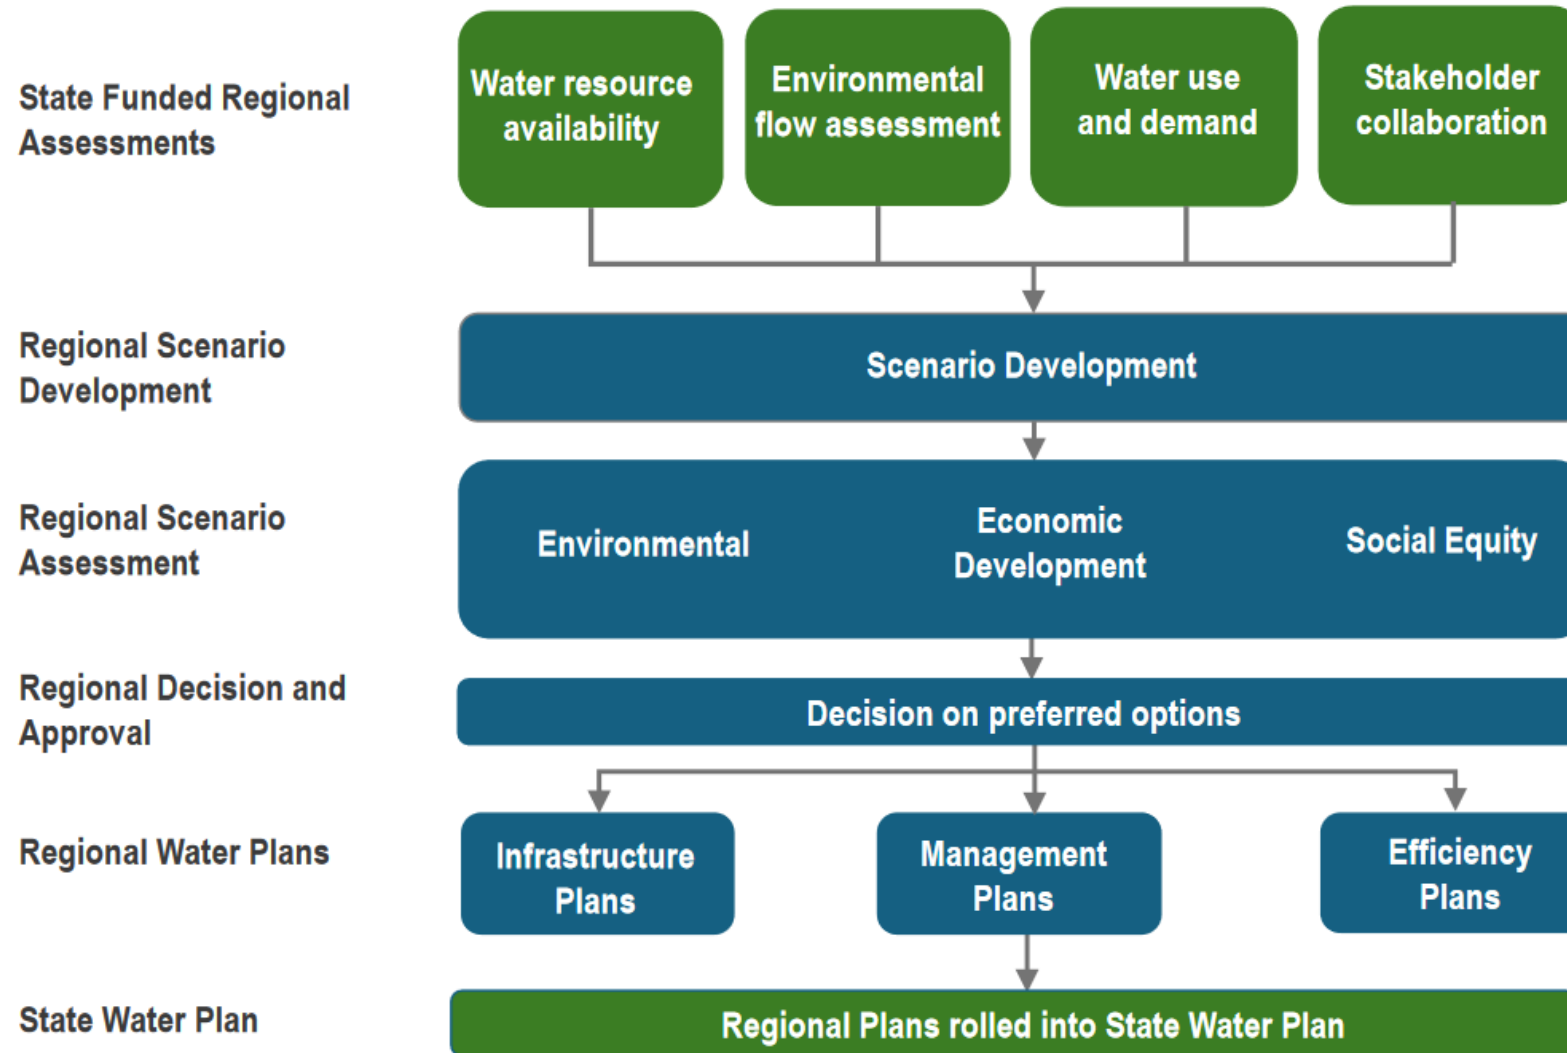 State Funded Regional
Assessments
Water resource
availability
Environmental
flow assessment
Water use
and demand
Stakeholder
collaboration
Regional Scenario
Development
Scenario Development
Regional Scenario
Assessment
Environmental
Economic
Development
Social Equity
Regional Decision and
Approval
Decision on preferred options
Regional Water Plans
Infrastructure
Plans
Management
Plans
Efficiency
Plans
State Water Plan
Regional Plans rolled into State Water Plan